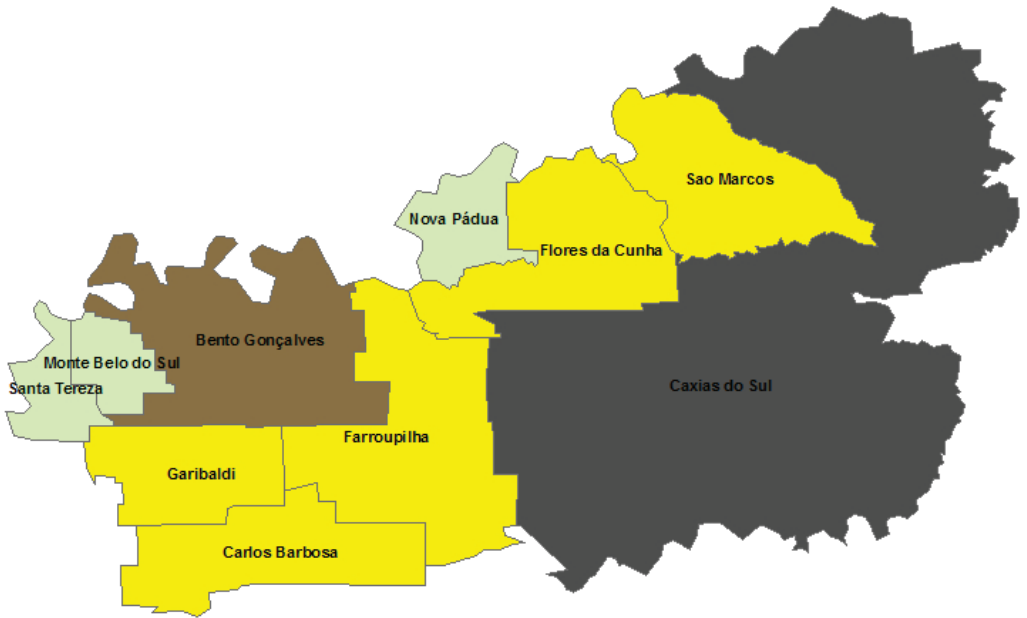 Sao Marcos
Nova Pádua
Flores da Cunha
Bento Gonçalves
Monte Belo do Sul
Santa Tereza
Caxias do Sul
Farroupilha
Garibaldi
Carlos Barbosa